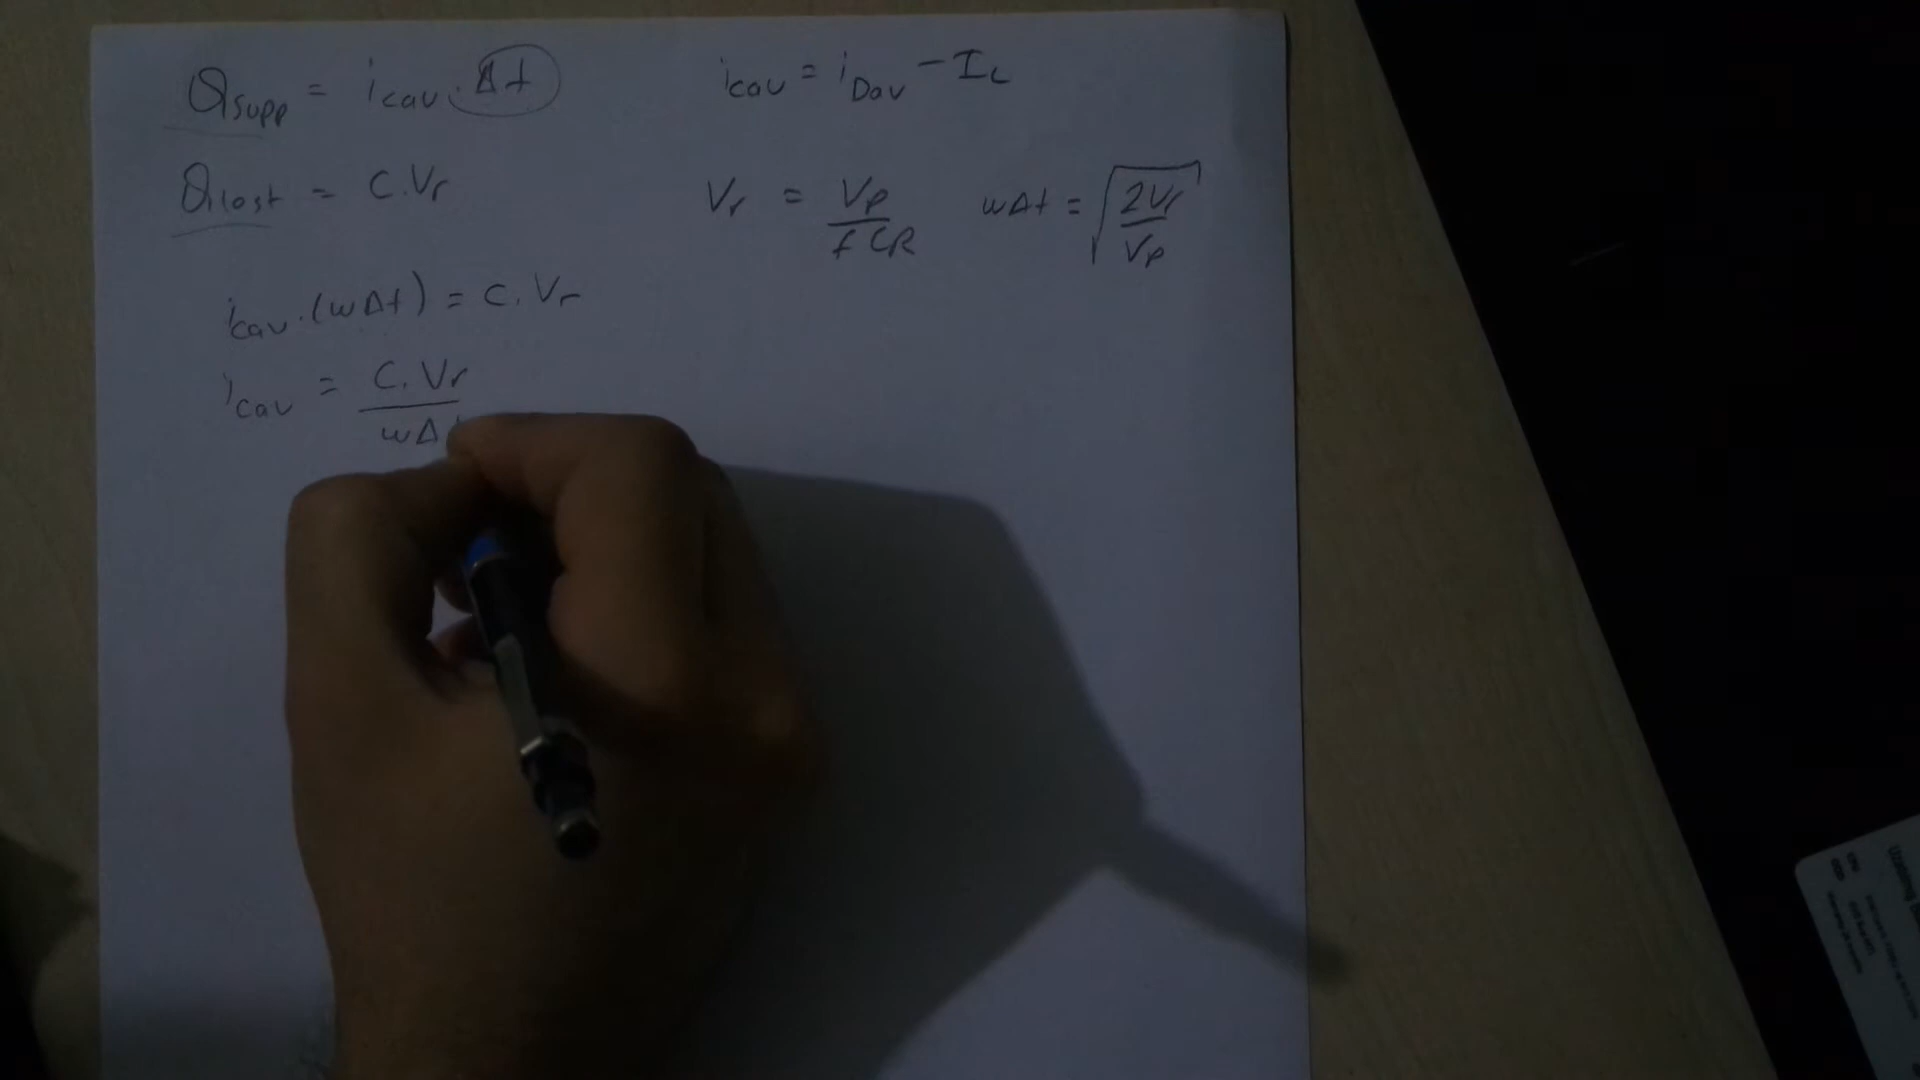 Qsupp = icav . Δt
icav = iDav - IL
Qlost = C.Vr
Vr = Vp / fCR
wΔt = √(2Vr / Vp)
icav . (wΔt) = C. Vr
icav = C. Vr / wΔ